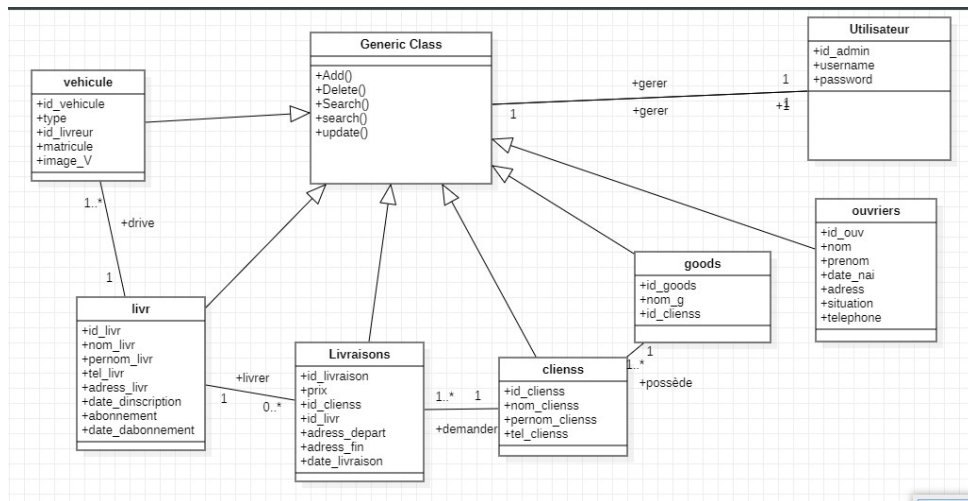 Generic Class
+Add()
+Delete()
+Search()
+search()
+update()
Utilisateur
+id_admin
+username
+password
vehicule
+id_vehicule
+type
+id_livreur
+matricule
+image_V
+gerer
1
1
+gerer
1
1..*
+drive
1
ouvriers
+id_ouv
+nom
+prenom
+date_nai
+adress
+situation
+telephone
goods
+id_goods
+nom_g
+id_clienss
livr
+id_livr
+nom_livr
+pernom_livr
+tel_livr
+adress_livr
+date_dinscription
+abonnement
+date_dabonnement
+livrer
1
0..*
Livraisons
+id_livraison
+prix
+id_clienss
+id_livr
+adress_depart
+adress_fin
+date_livraison
1..*
1
+demander
clienss
+id_clienss
+nom_clienss
+pernom_clienss
+tel_clienss
1
1..*
+possède